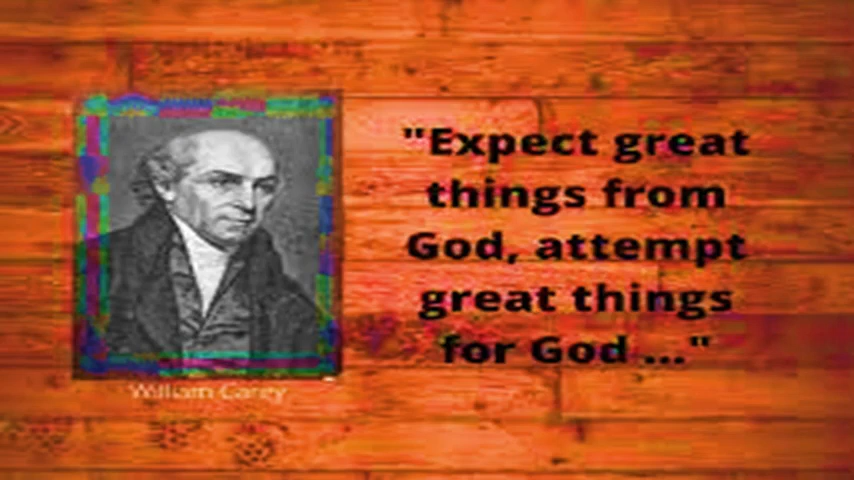 "Expect great
things from
God, attempt
great things
for God ..."
William Carey